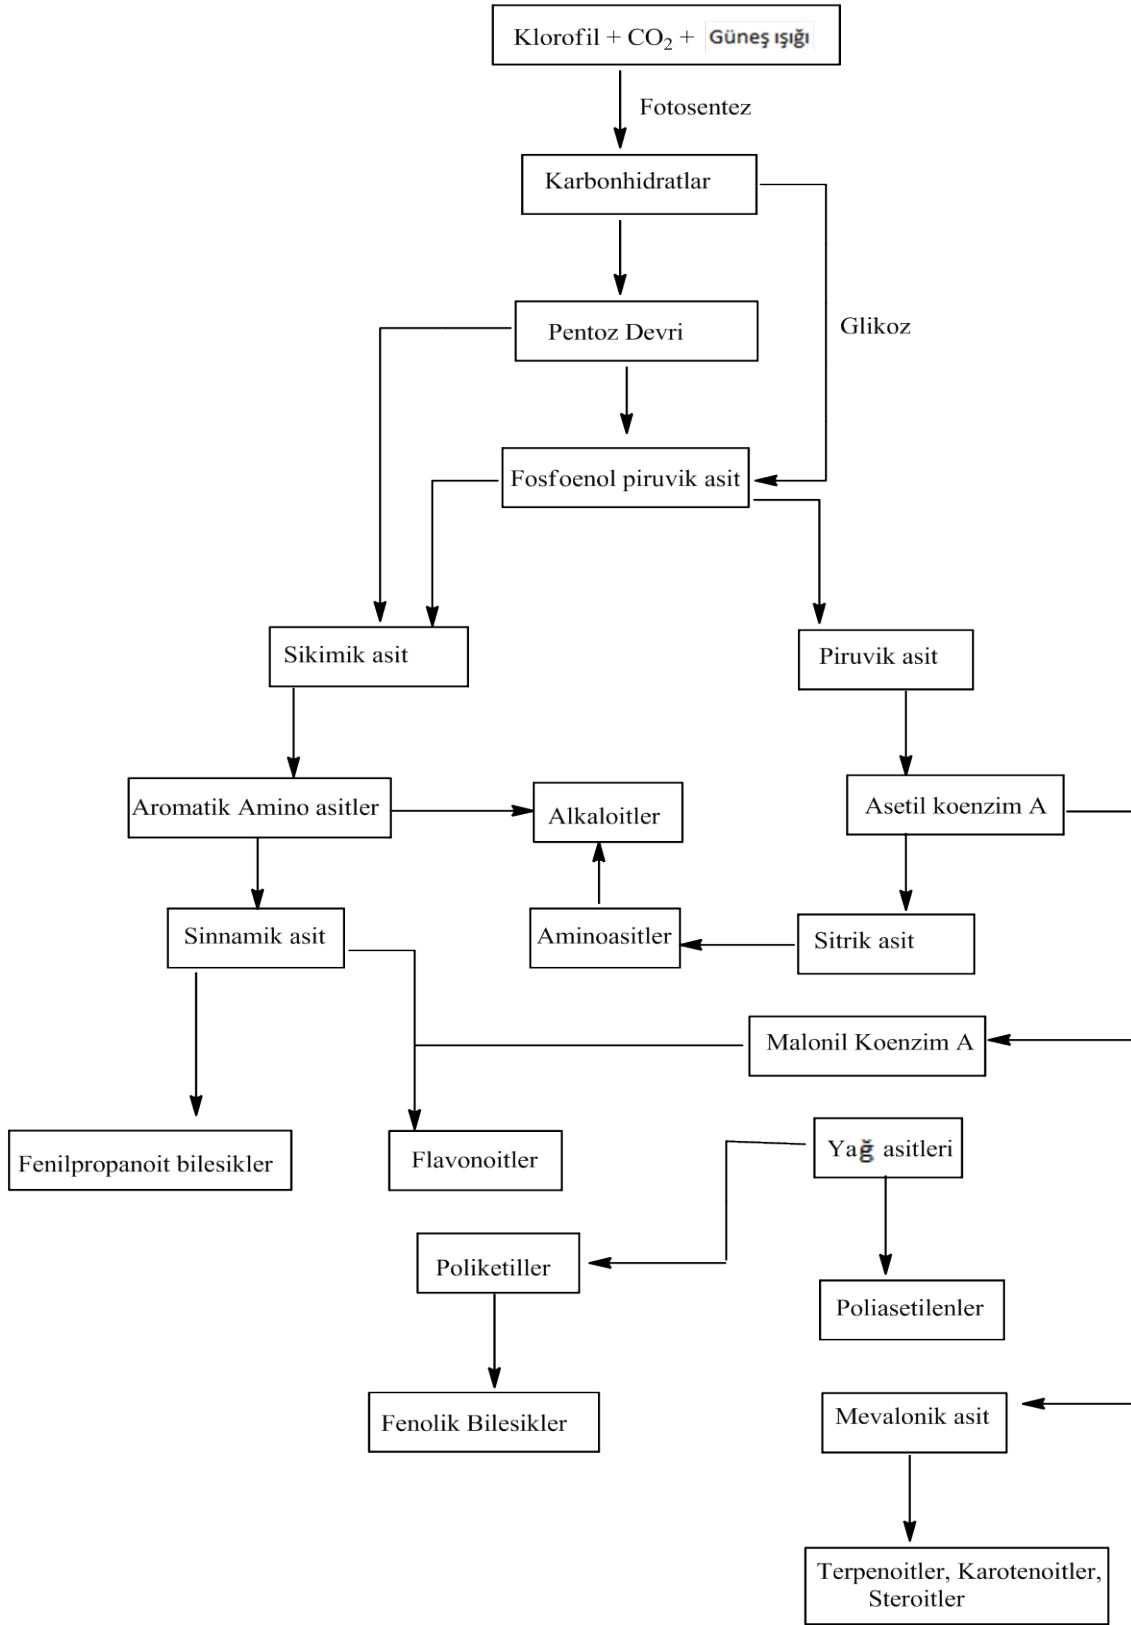 Klorofil + CO₂ + Güneş ışığı
Fotosentez
Karbonhidratlar
Pentoz Devri
Glikoz
Fosfoenol piruvik asit
Sikimik asit
Piruvik asit
Aromatik Amino asitler
Alkaloitler
Asetil koenzim A
Sinnamik asit
Aminoasitler
Sitrik asit
Malonil Koenzim A
Fenilpropanoit bilesikler
Flavonoitler
Yağ asitleri
Poliketiller
Poliasetilenler
Fenolik Bilesikler
Mevalonik asit
Terpenoitler, Karotenoitler,
Steroitler